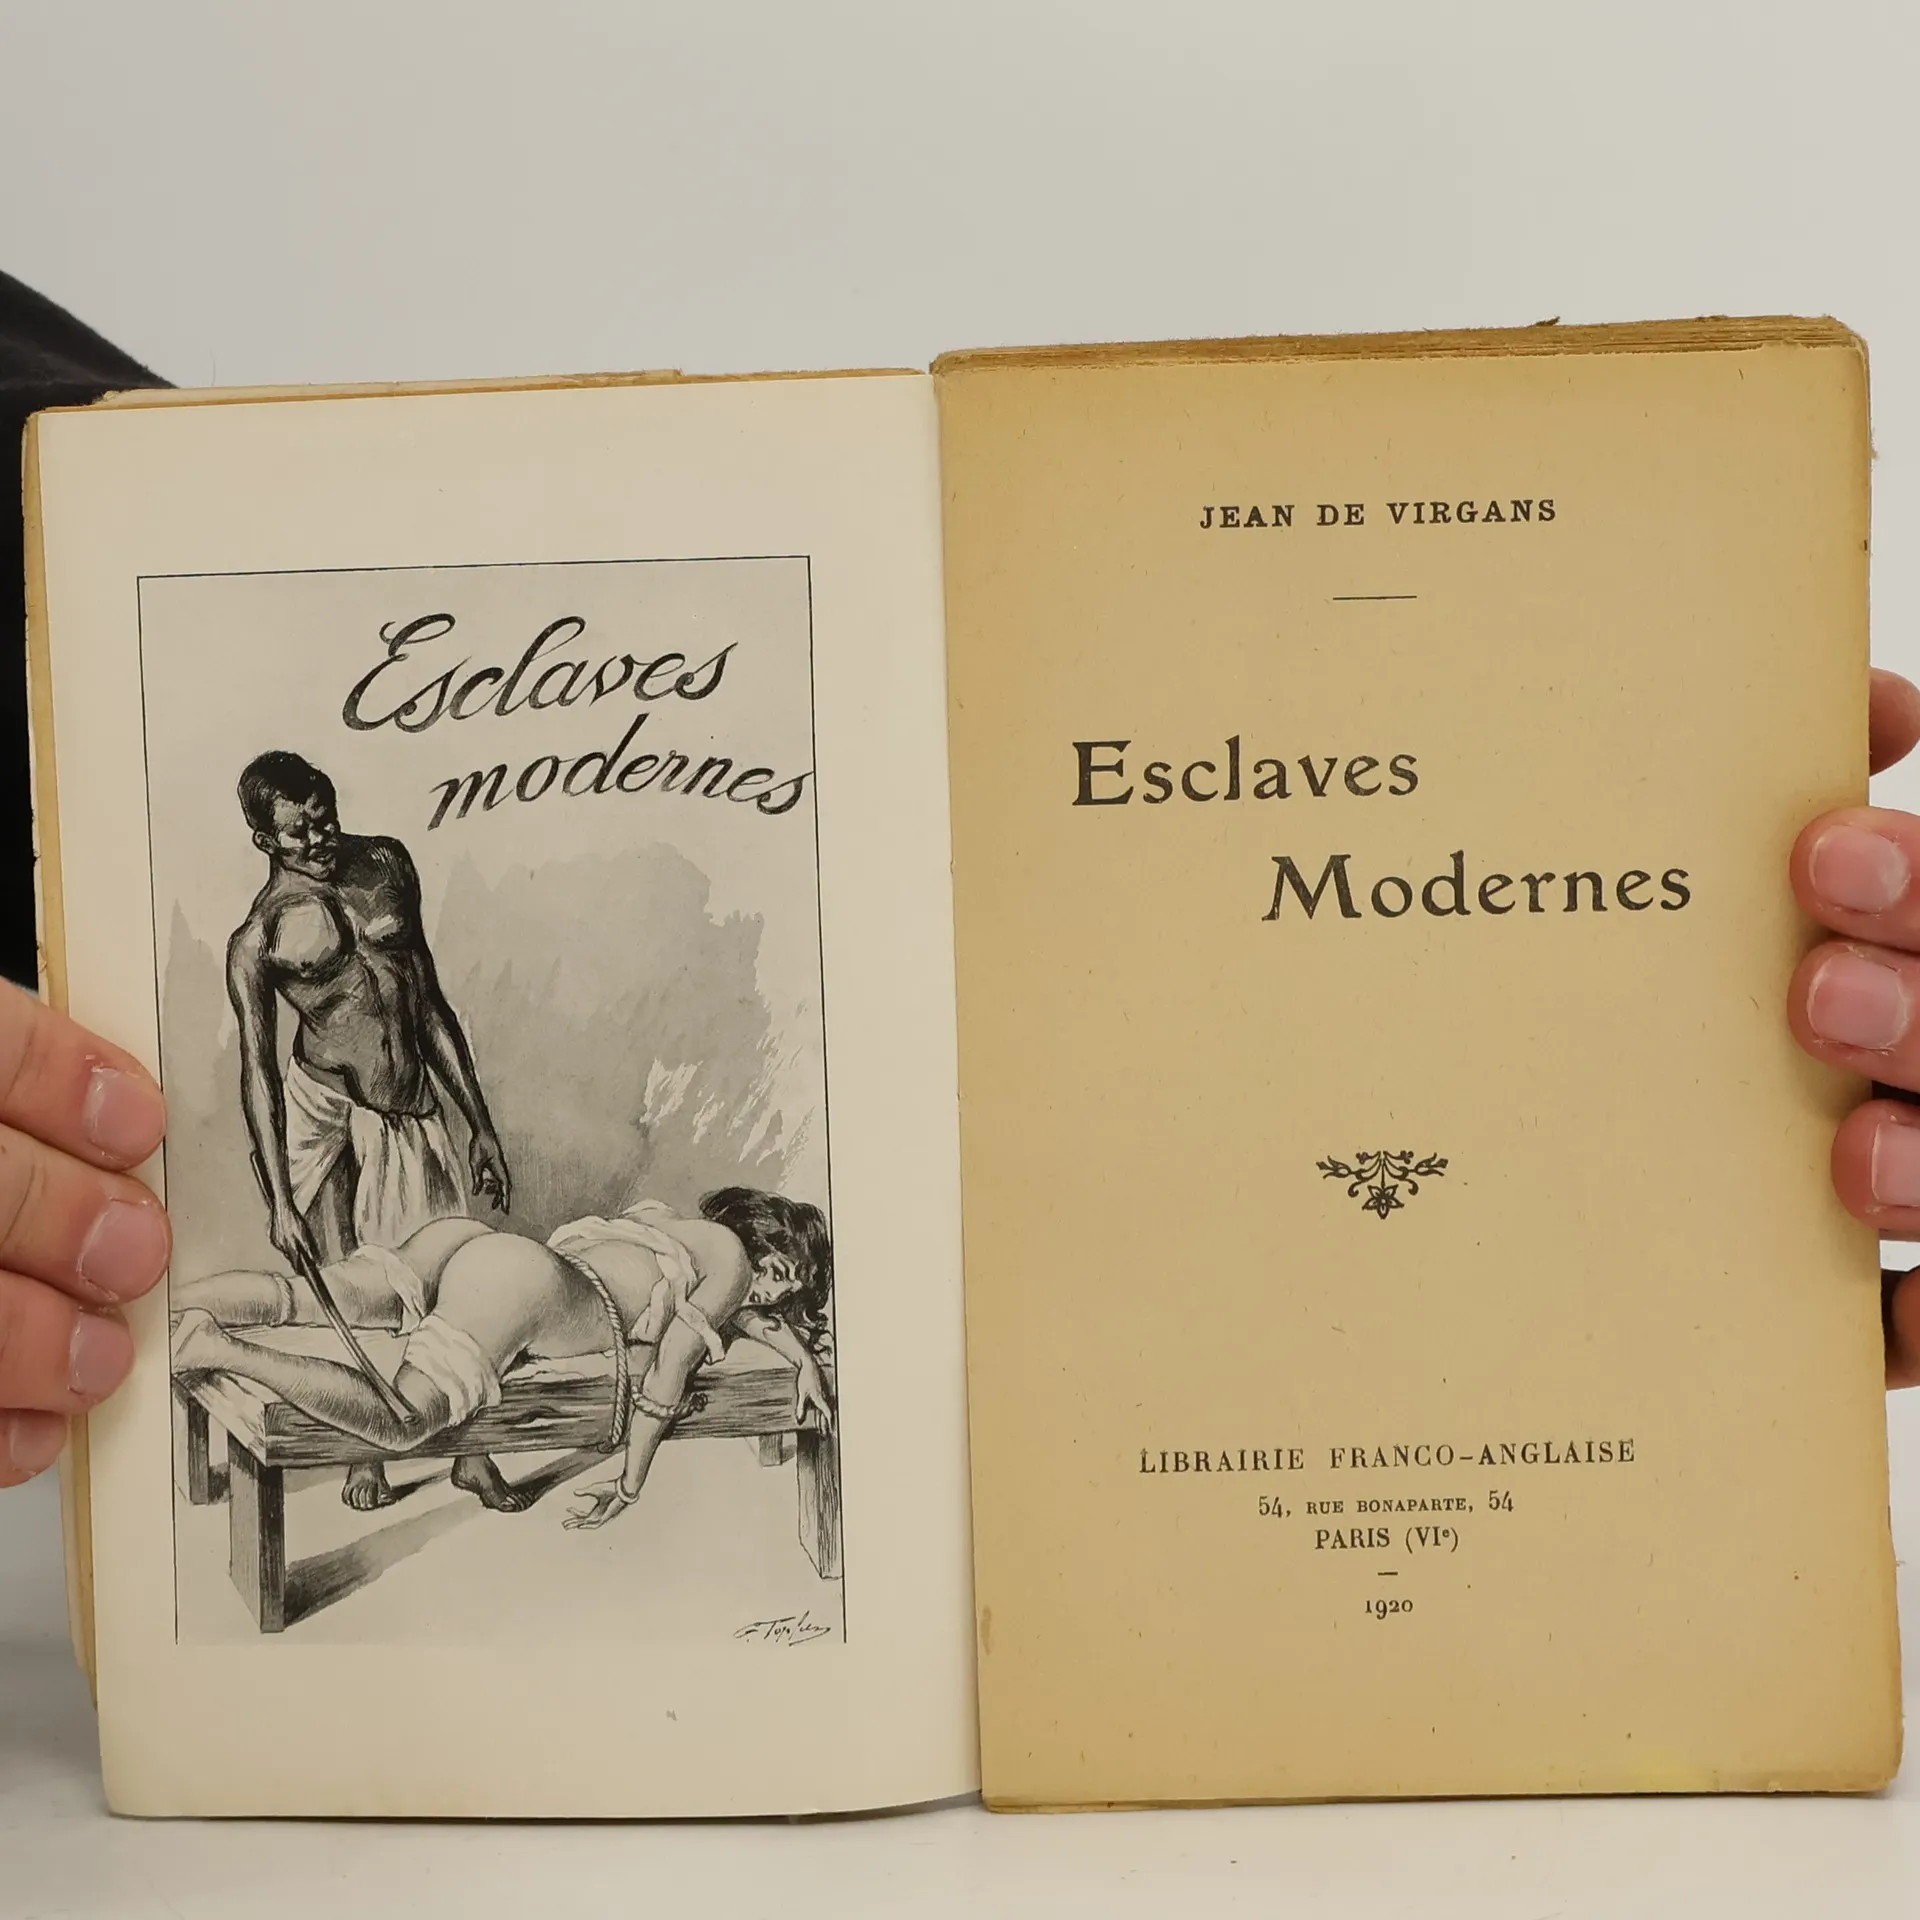 Esclaves
modernes
JEAN DE VIRGANS
Esclaves
Modernes
LIBRAIRIE FRANCO-ANGLAISE
54, RUE BONAPARTE, 54
PARIS (VIe)
1920